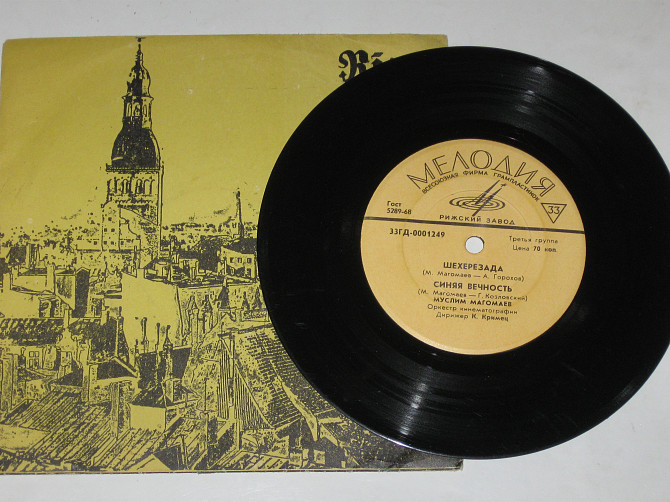 МЕЛОДИЯ
ВСЕСОЮЗНАЯ ФИРМА ГРАМПЛАСТИНОК
Гост
5289-68
33
РИЖСКИЙ ЗАВОД
33ГД-0001249
Третья группа
Цена 70 коп.
ШЕХЕРЕЗАДА
(М. Магомаев — А. Горохов)
СИНЯЯ ВЕЧНОСТЬ
(М. Магомаев — Г. Козловский)
МУСЛИМ МАГОМАЕВ
Оркестр кинематографии
Дирижер К. Кримец